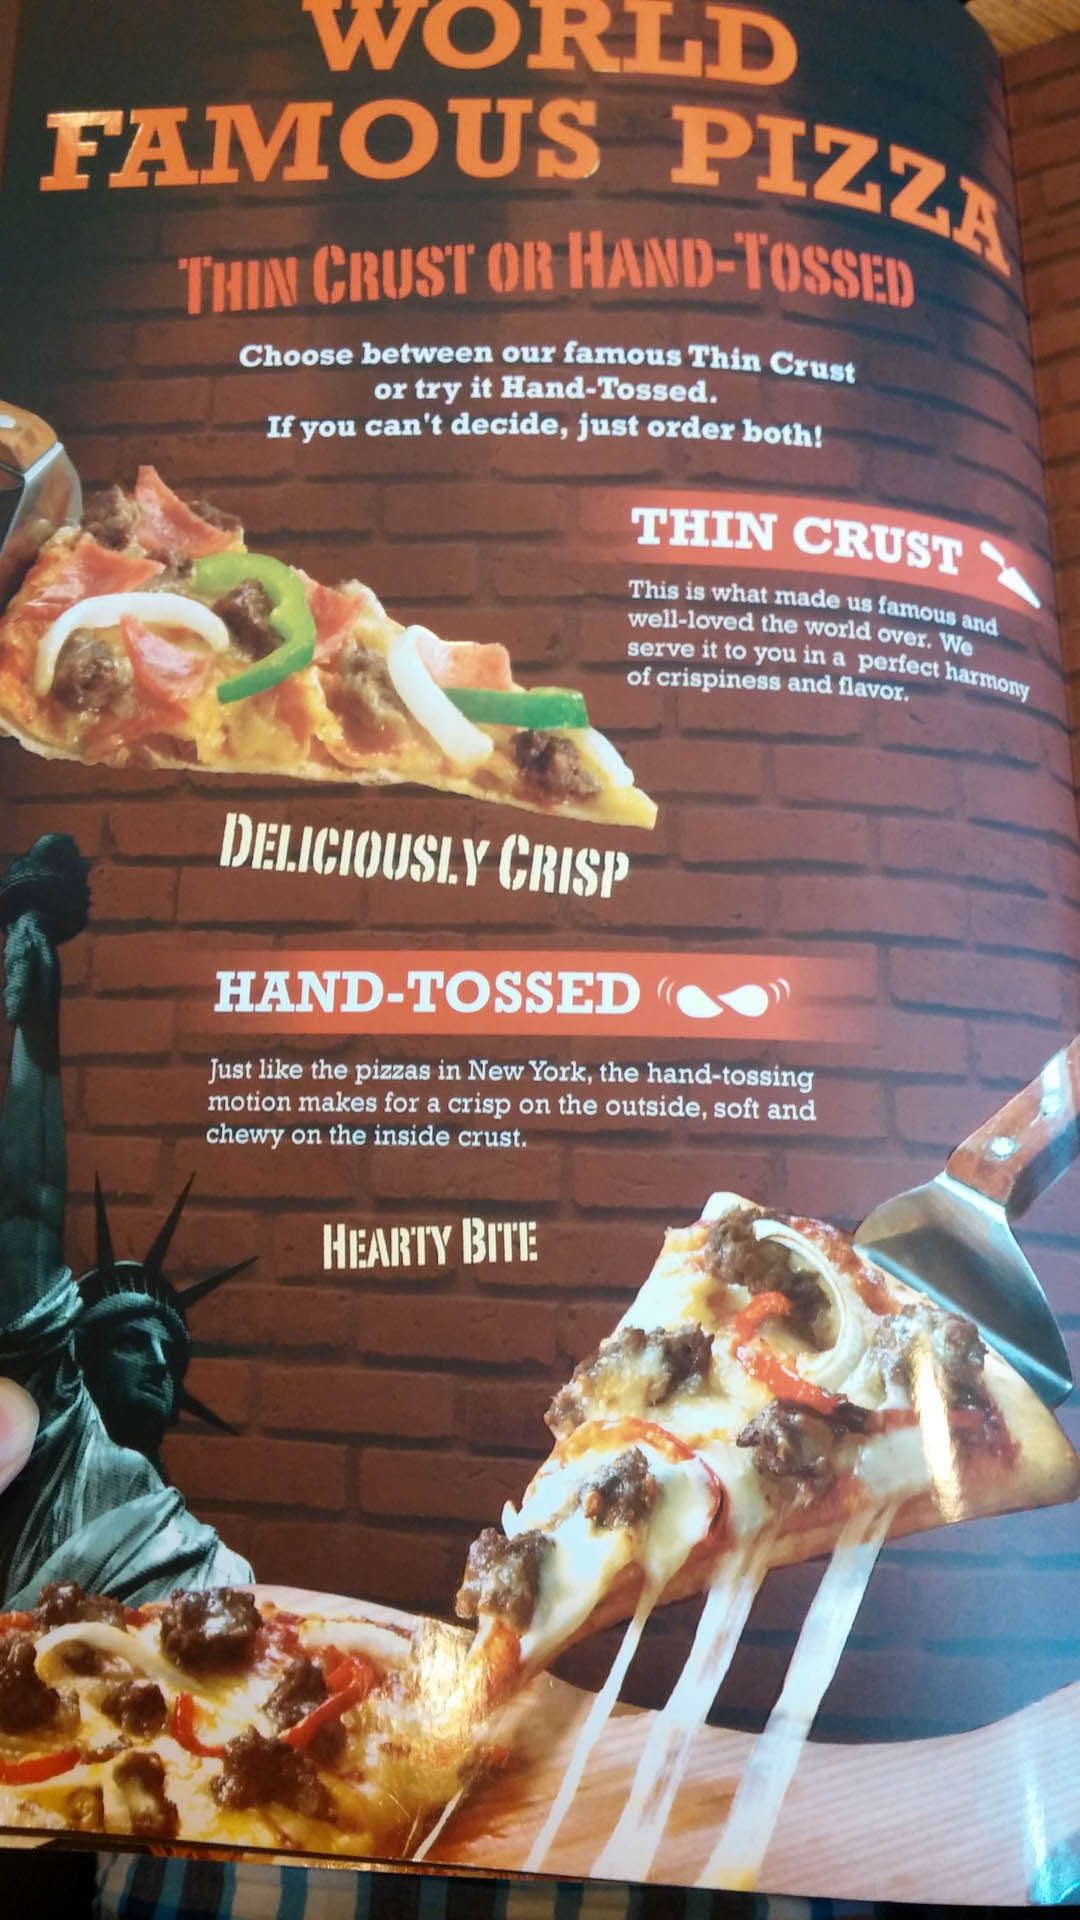 WORLD
FAMOUS PIZZA
THIN CRUST OR HAND-TOSSED
Choose between our famous Thin Crust
or try it Hand-Tossed.
If you can't decide, just order both!
THIN CRUST
This is what made us famous and
well-loved the world over. We
serve it to you in a perfect harmony
of crispiness and flavor.
DELICIOUSLY CRISP
HAND-TOSSED
Just like the pizzas in New York, the hand-tossing
motion makes for a crisp on the outside, soft and
chewy on the inside crust.
HEARTY BITE